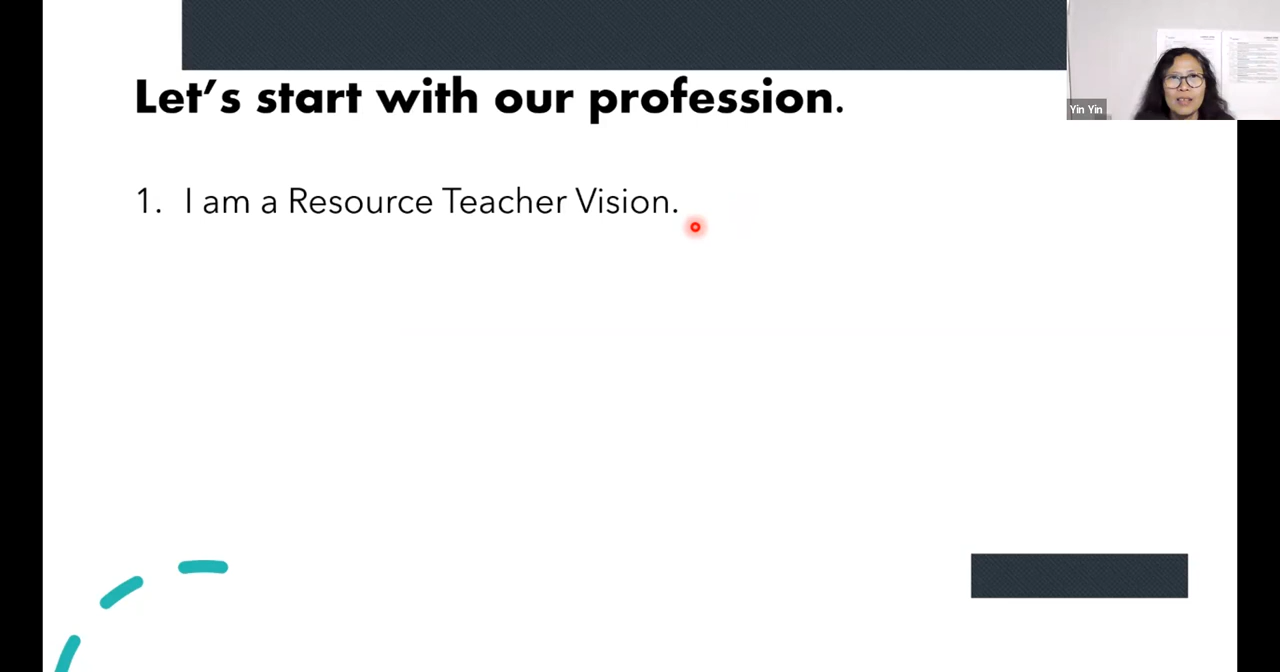 Let's start with our profession.
1. I am a Resource Teacher Vision.
Yin Yin